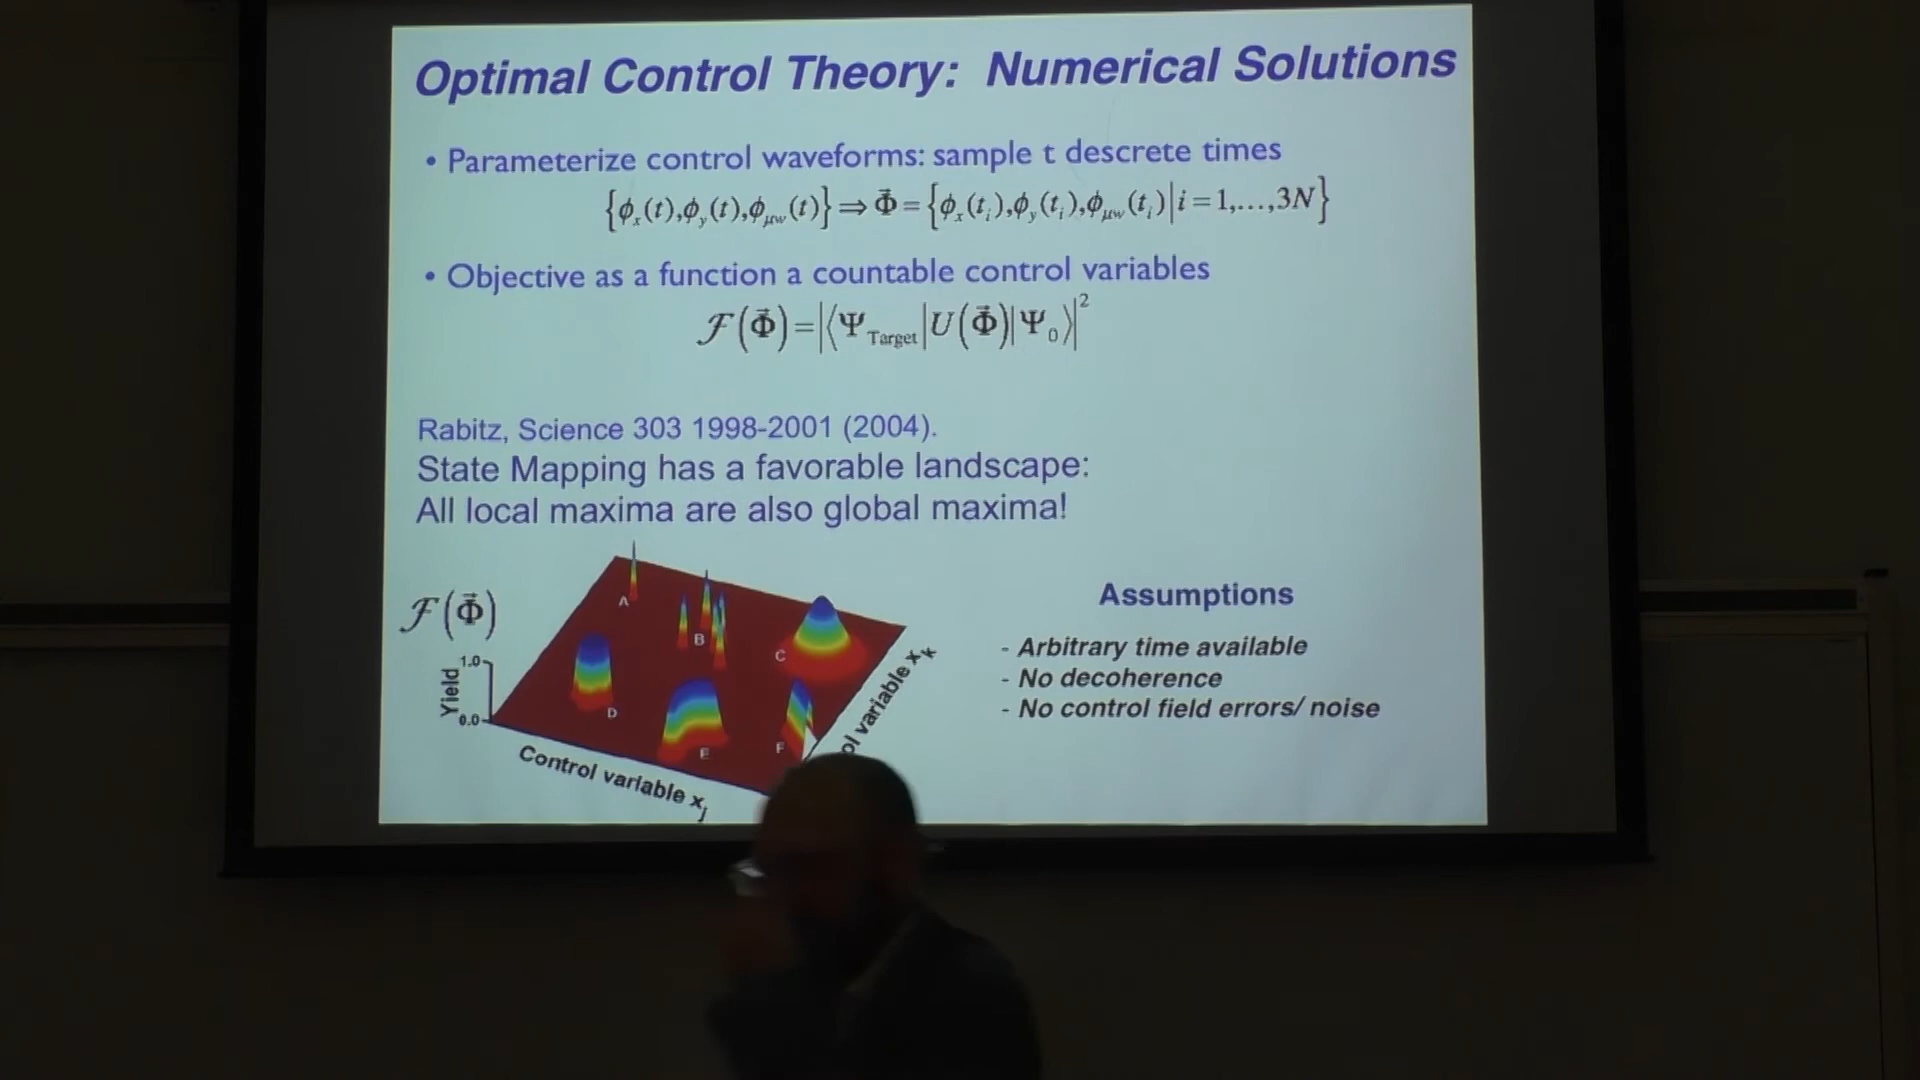 Optimal Control Theory: Numerical Solutions
• Parameterize control waveforms: sample t descrete times
{ϕx(t),ϕy(t),ϕμw(t)}⇒Φ⃗={ϕx(ti),ϕy(ti),ϕμw(ti)|i=1,…,3N}
• Objective as a function a countable control variables
ℱ(Φ⃗)=|⟨ΨTarget|U(Φ⃗)|Ψ0⟩|²
Rabitz, Science 303 1998-2001 (2004).
State Mapping has a favorable landscape:
All local maxima are also global maxima!
ℱ(Φ⃗)
Yield
1.0
0.0
A
B
C
D
E
F
Control variable xj
ol variable xk
Assumptions
- Arbitrary time available
- No decoherence
- No control field errors/ noise